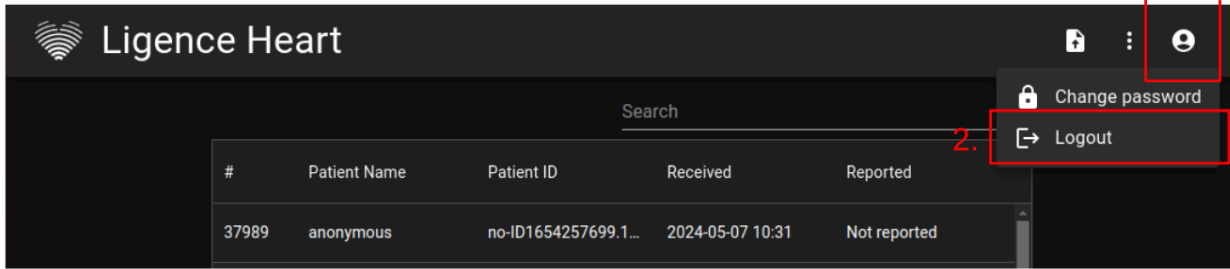 Ligence Heart
Change password
Search
2. Logout
# Patient Name Patient ID Received Reported
37989 anonymous no-ID1654257699.1... 2024-05-07 10:31 Not reported